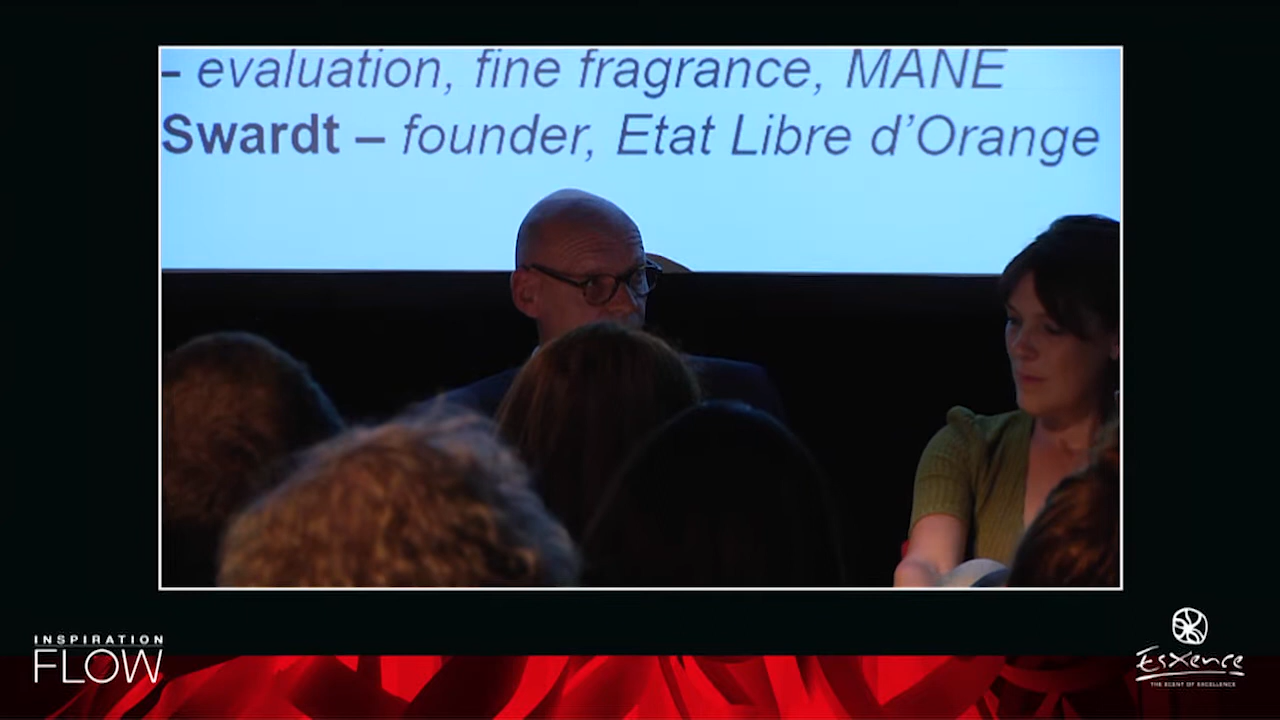 – evaluation, fine fragrance, MANE
Swardt – founder, Etat Libre d’Orange
INSPIRATION
FLOW
Esxence
THE SCENT OF EXCELLENCE